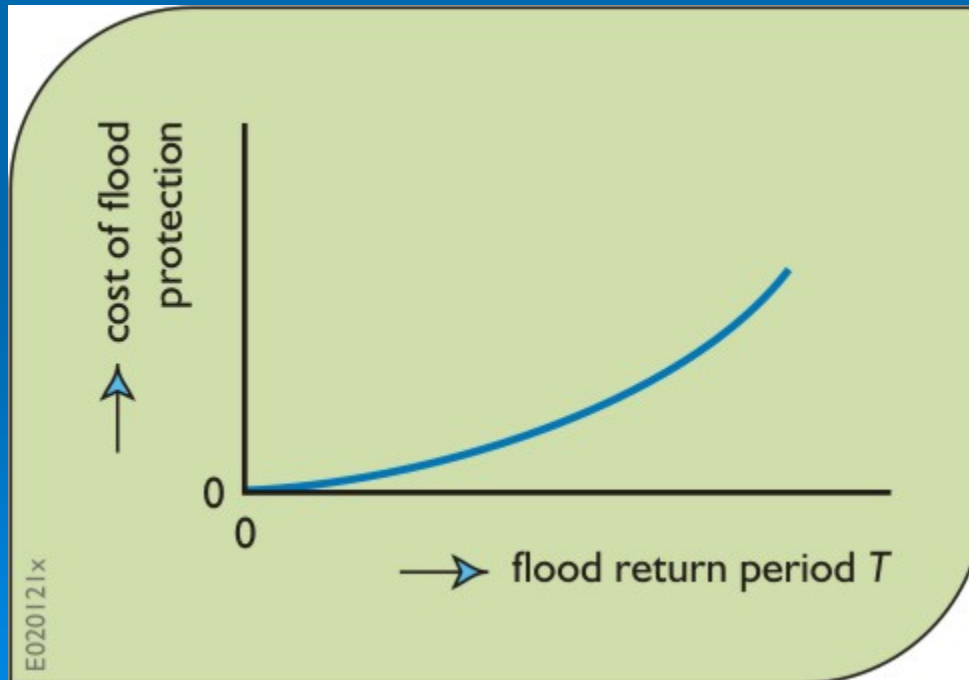 cost of flood
protection
0
0
flood return period T
E020121x